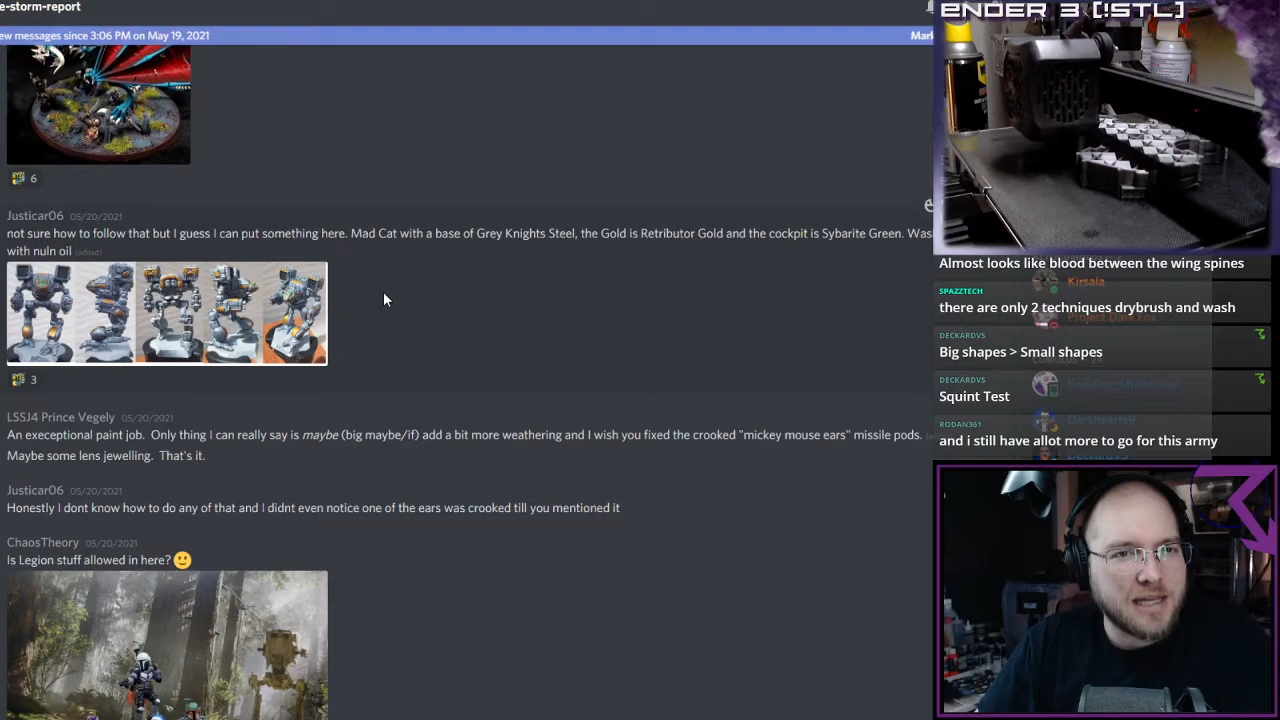 e-storm-report
ew messages since 3:06 PM on May 19, 2021
Mark
6
Justicar06 05/20/2021
not sure how to follow that but I guess I can put something here. Mad Cat with a base of Grey Knights Steel, the Gold is Retributor Gold and the cockpit is Sybarite Green. Was
with nuln oil (edited)
3
LSSJ4 Prince Vegely 05/20/2021
An execeptional paint job. Only thing I can really say is maybe (big maybe/if) add a bit more weathering and I wish you fixed the crooked "mickey mouse ears" missile pods.
Maybe some lens jewelling. That's it.
Justicar06 05/20/2021
Honestly I dont know how to do any of that and I didnt even notice one of the ears was crooked till you mentioned it
ChaosTheory 05/20/2021
Is Legion stuff allowed in here?
ENDER 3 [!STL]
Almost looks like blood between the wing spines
Kirsala
SPAZZTECH
there are only 2 techniques drybrush and wash
Project Dark Fox
DECKARDVS
Big shapes > Small shapes
DECKARDVS
Squint Test
RODAN361
and i still have allot more to go for this army